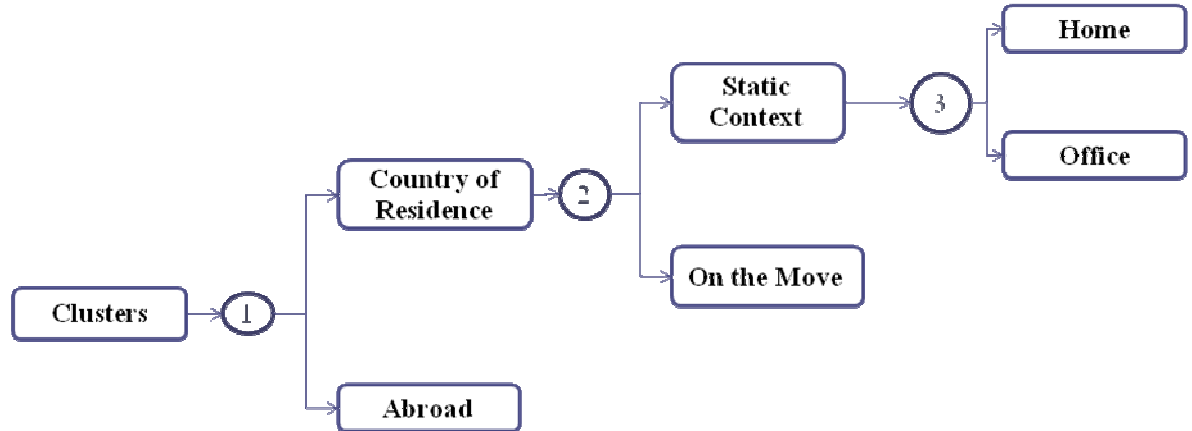 Home
Static
Context
3
Office
Country of
Residence
2
On the Move
Clusters
1
Abroad